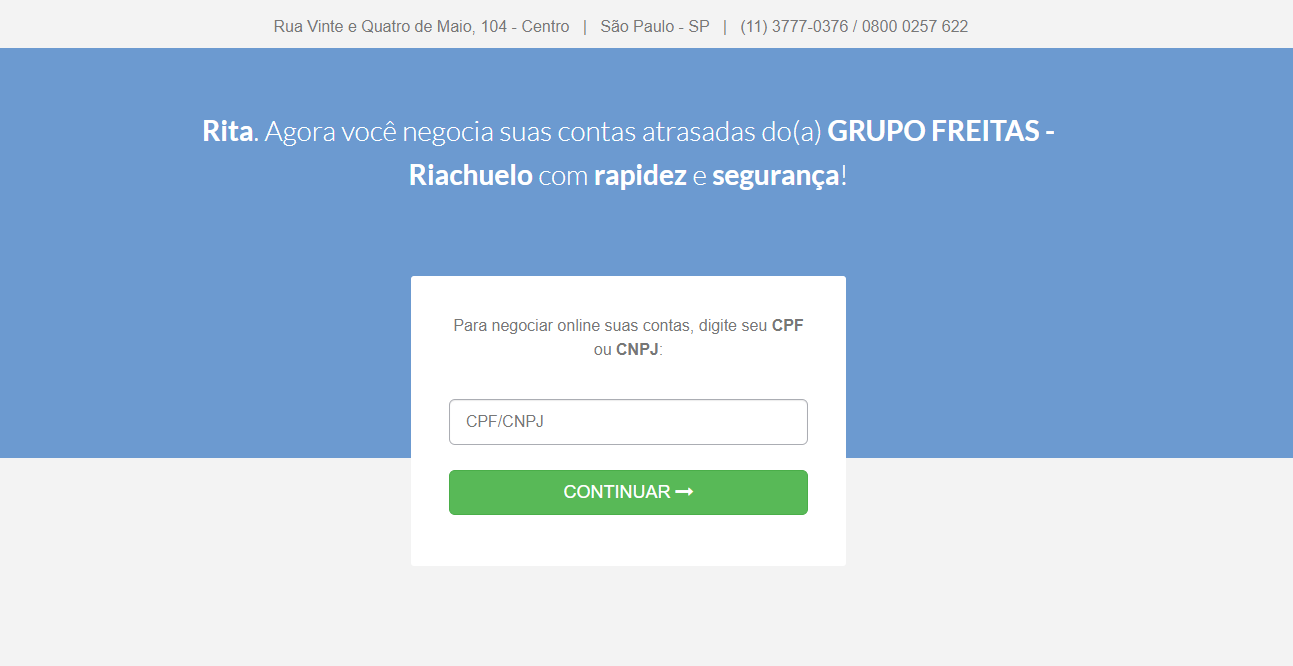 Rua Vinte e Quatro de Maio, 104 - Centro | São Paulo - SP | (11) 3777-0376 / 0800 0257 622
Rita. Agora você negocia suas contas atrasadas do(a) GRUPO FREITAS -
Riachuelo com rapidez e segurança!
Para negociar online suas contas, digite seu CPF
ou CNPJ:
CPF/CNPJ
CONTINUAR